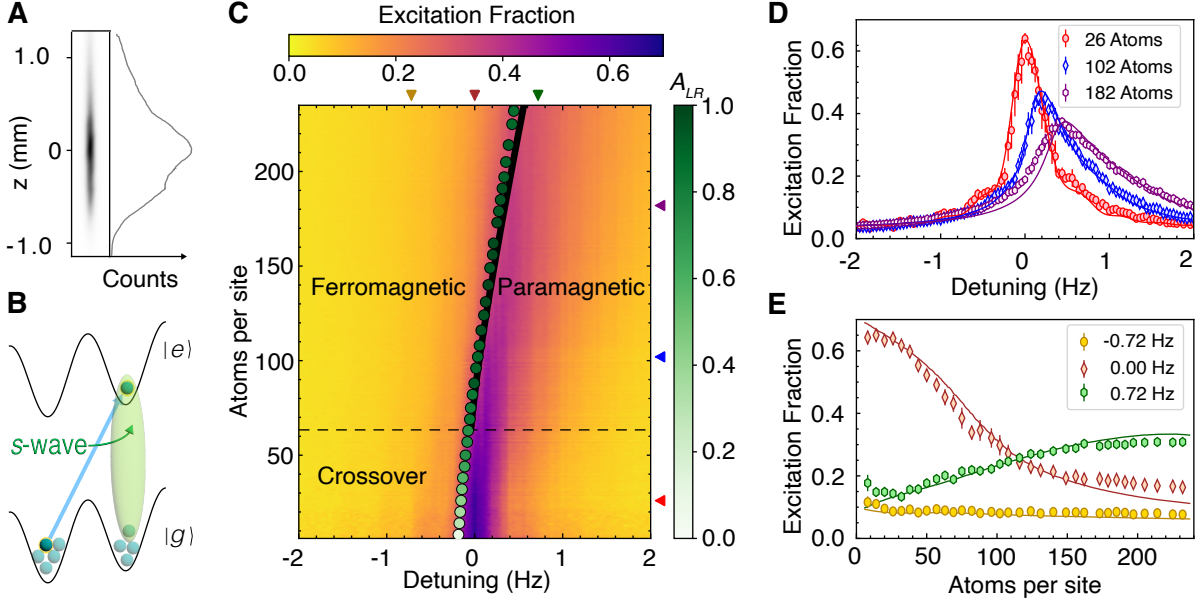 A
z (mm)
1.0
0
-1.0
Counts
B
|e⟩
s-wave
|g⟩
C
Excitation Fraction
0.0 0.2 0.4 0.6
Atoms per site
200
150
100
50
Ferromagnetic Paramagnetic
Crossover
-2 -1 0 1 2
Detuning (Hz)
A_LR
1.0
0.8
0.6
0.4
0.2
0.0
D
Excitation Fraction
0.6
0.4
0.2
0.0
26 Atoms
102 Atoms
182 Atoms
-2 -1 0 1 2
Detuning (Hz)
E
Excitation Fraction
0.6
0.4
0.2
0.0
-0.72 Hz
0.00 Hz
0.72 Hz
0 50 100 150 200
Atoms per site